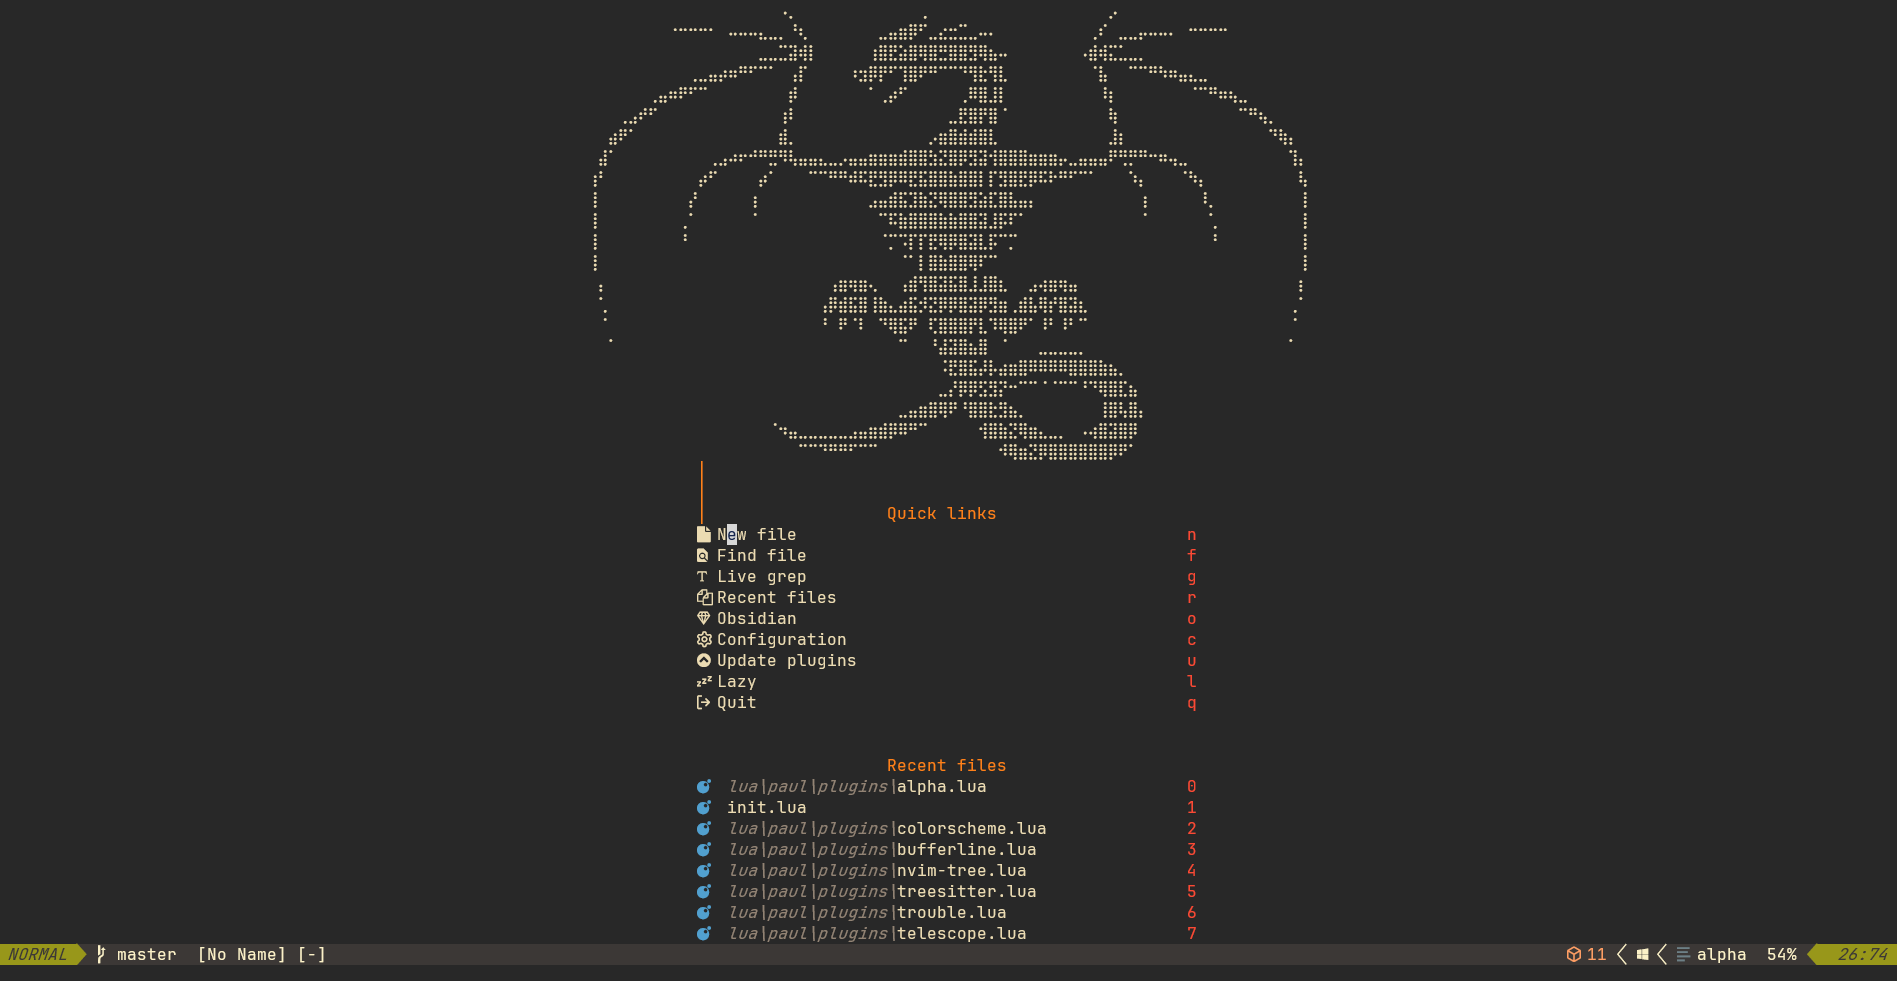 Quick links
New file n
Find file f
Live grep g
Recent files r
Obsidian o
Configuration c
Update plugins u
Lazy l
Quit q
Recent files
lua\paul\plugins\alpha.lua 0
init.lua 1
lua\paul\plugins\colorscheme.lua 2
lua\paul\plugins\bufferline.lua 3
lua\paul\plugins\nvim-tree.lua 4
lua\paul\plugins\treesitter.lua 5
lua\paul\plugins\trouble.lua 6
lua\paul\plugins\telescope.lua 7
NORMAL master [No Name] [-] 11 alpha 54% 26:74